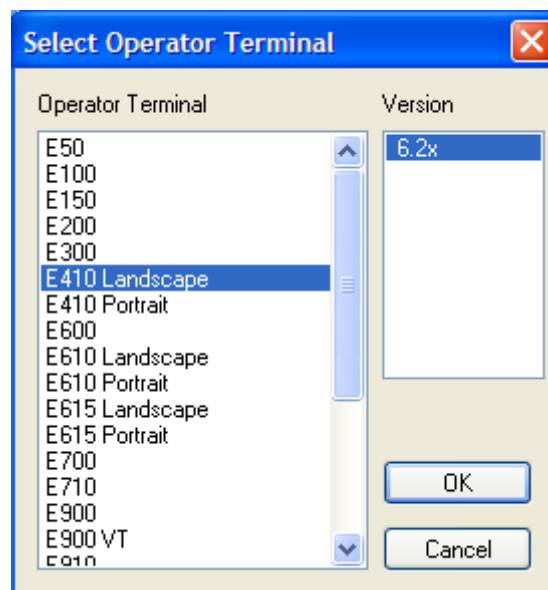 Select Operator Terminal
Operator Terminal
Version
E50
E100
E150
E200
E300
E410 Landscape
E410 Portrait
E600
E610 Landscape
E610 Portrait
E615 Landscape
E615 Portrait
E700
E710
E900
E900 VT
E910
6.2x
OK
Cancel